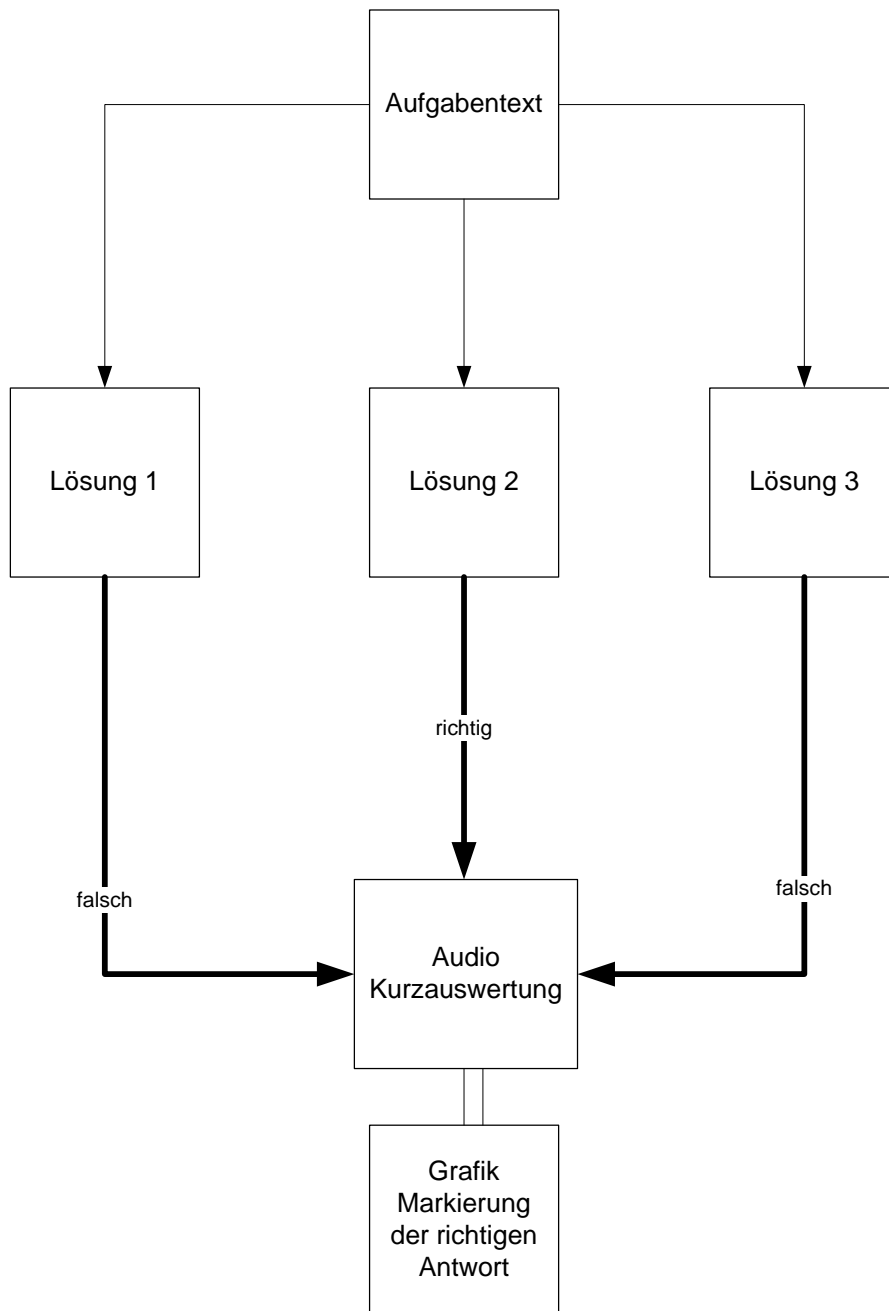 Aufgabentext
Lösung 1
Lösung 2
Lösung 3
richtig
falsch
falsch
Audio
Kurzauswertung
Grafik
Markierung
der richtigen
Antwort